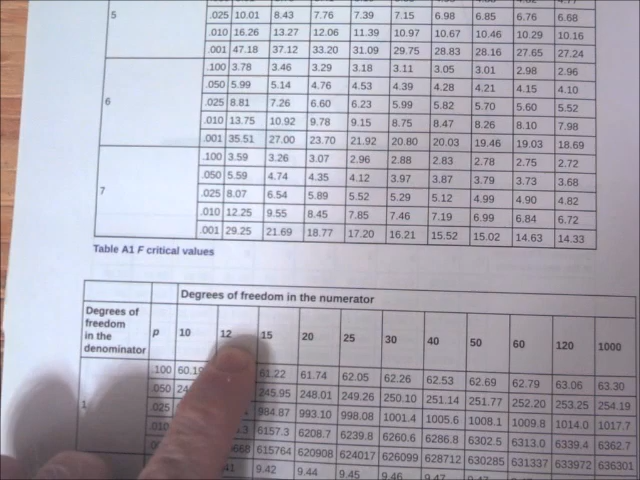 5
.025 10.01 8.43 7.76 7.39 7.15 6.98 6.85 6.76 6.68
.010 16.26 13.27 12.06 11.39 10.97 10.67 10.46 10.29 10.16
.001 47.18 37.12 33.20 31.09 29.75 28.83 28.16 27.65 27.24
6
.100 3.78 3.46 3.29 3.18 3.11 3.05 3.01 2.98 2.96
.050 5.99 5.14 4.76 4.53 4.39 4.28 4.21 4.15 4.10
.025 8.81 7.26 6.60 6.23 5.99 5.82 5.70 5.60 5.52
.010 13.75 10.92 9.78 9.15 8.75 8.47 8.26 8.10 7.98
.001 35.51 27.00 23.70 21.92 20.80 20.03 19.46 19.03 18.69
7
.100 3.59 3.26 3.07 2.96 2.88 2.83 2.78 2.75 2.72
.050 5.59 4.74 4.35 4.12 3.97 3.87 3.79 3.73 3.68
.025 8.07 6.54 5.89 5.52 5.29 5.12 4.99 4.90 4.82
.010 12.25 9.55 8.45 7.85 7.46 7.19 6.99 6.84 6.72
.001 29.25 21.69 18.77 17.20 16.21 15.52 15.02 14.63 14.33
Table A1 F critical values
Degrees of freedom in the numerator
Degrees of
freedom
in the
denominator
p 10 12 15 20 25 30 40 50 60 120 1000
1
.100 60.19 61.22 61.74 62.05 62.26 62.53 62.69 62.79 63.06 63.30
.050 245.95 248.01 249.26 250.10 251.14 251.77 252.20 253.25 254.19
.025 984.87 993.10 998.08 1001.4 1005.6 1008.1 1009.8 1014.0 1017.7
.010 6157.3 6208.7 6239.8 6260.6 6286.8 6302.5 6313.0 6339.4 6362.7
615764 620908 624017 626099 628712 630285 631337 633972 636301
9.42 9.44 9.45 9.46 9.47